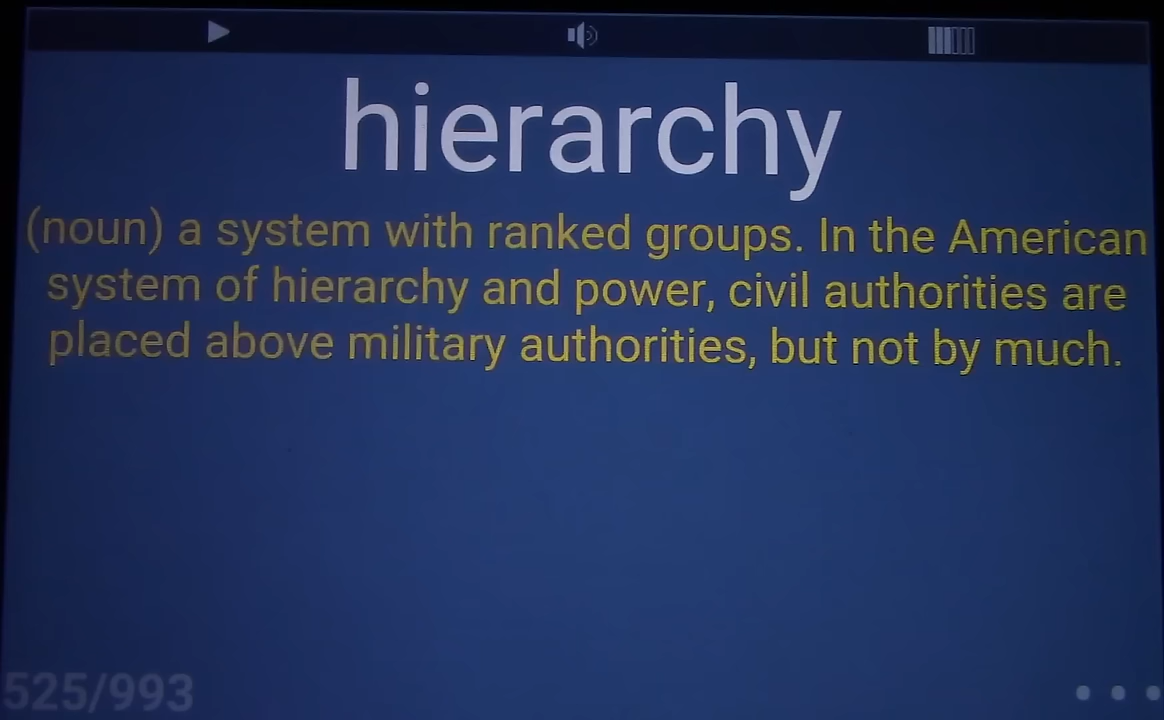 hierarchy
(noun) a system with ranked groups. In the American
system of hierarchy and power, civil authorities are
placed above military authorities, but not by much.
525/993